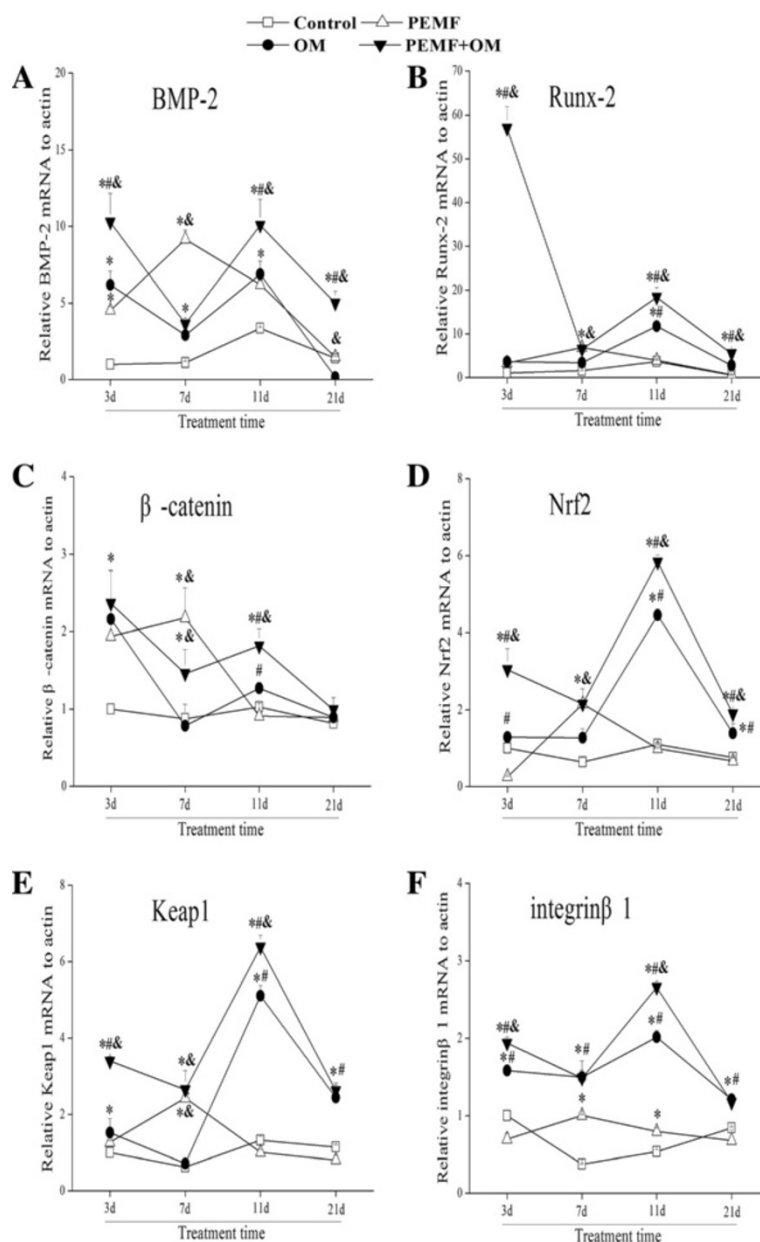 Control PEMF
OM PEMF+OM
A
BMP-2
Relative BMP-2 mRNA to actin
20
15
10
5
0
*#&
*
*
*&
*
*#&
*
*#&
&
3d 7d 11d 21d
Treatment time
B
Runx-2
Relative Runx-2 mRNA to actin
70
60
50
40
30
20
10
0
*#&
*&
*#&
*#
*#&
3d 7d 11d 21d
Treatment time
C
β -catenin
Relative β -catenin mRNA to actin
4
3
2
1
0
*
*&
*&
*#&
#
3d 7d 11d 21d
Treatment time
D
Nrf2
Relative Nrf2 mRNA to actin
8
6
4
2
0
*#&
#
*&
*#&
*#
*#&
*#
3d 7d 11d 21d
Treatment time
E
Keap1
Relative Keap1 mRNA to actin
8
6
4
2
0
*#&
*
*&
*&
*#&
*#
*#
3d 7d 11d 21d
Treatment time
F
integrinβ 1
Relative integrinβ 1 mRNA to actin
4
3
2
1
0
*#&
*#
*#
*
*#&
*#
*
*#
3d 7d 11d 21d
Treatment time